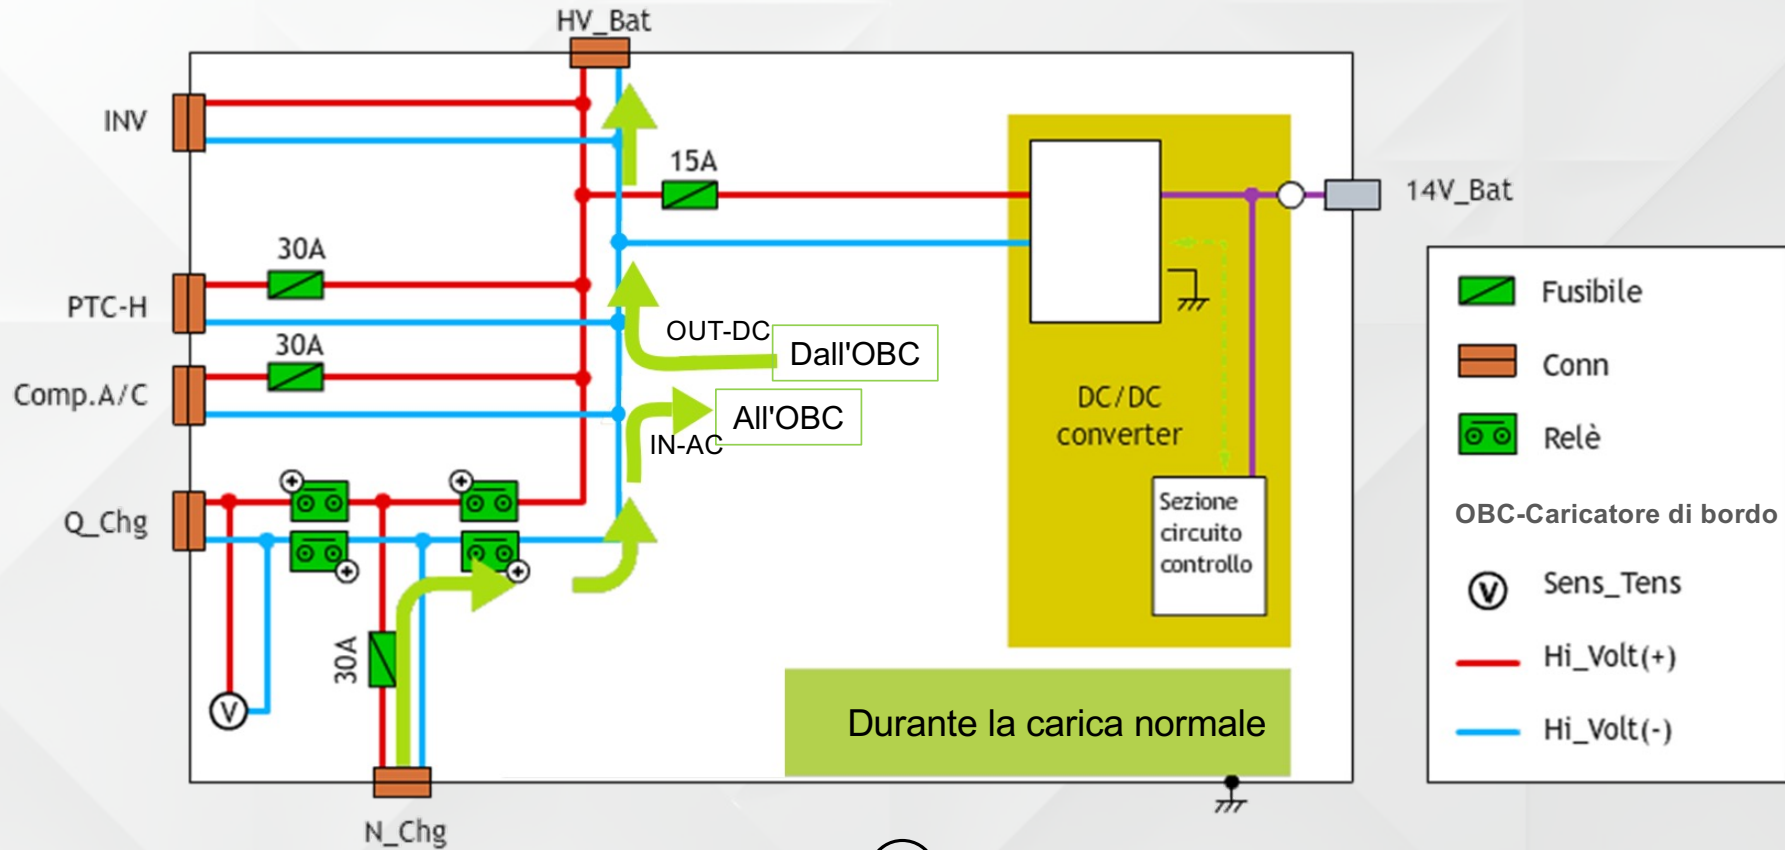 HV_Bat
INV
15A
14V_Bat
30A
PTC-H
30A
OUT-DC
Dall'OBC
Comp.A/C
All'OBC
IN-AC
DC/DC
converter
Q_Chg
Sezione
circuito
controllo
30A
V
Durante la carica normale
N_Chg
Fusibile
Conn
Relè
OBC-Caricatore di bordo
V
Sens_Tens
Hi_Volt(+)
Hi_Volt(-)